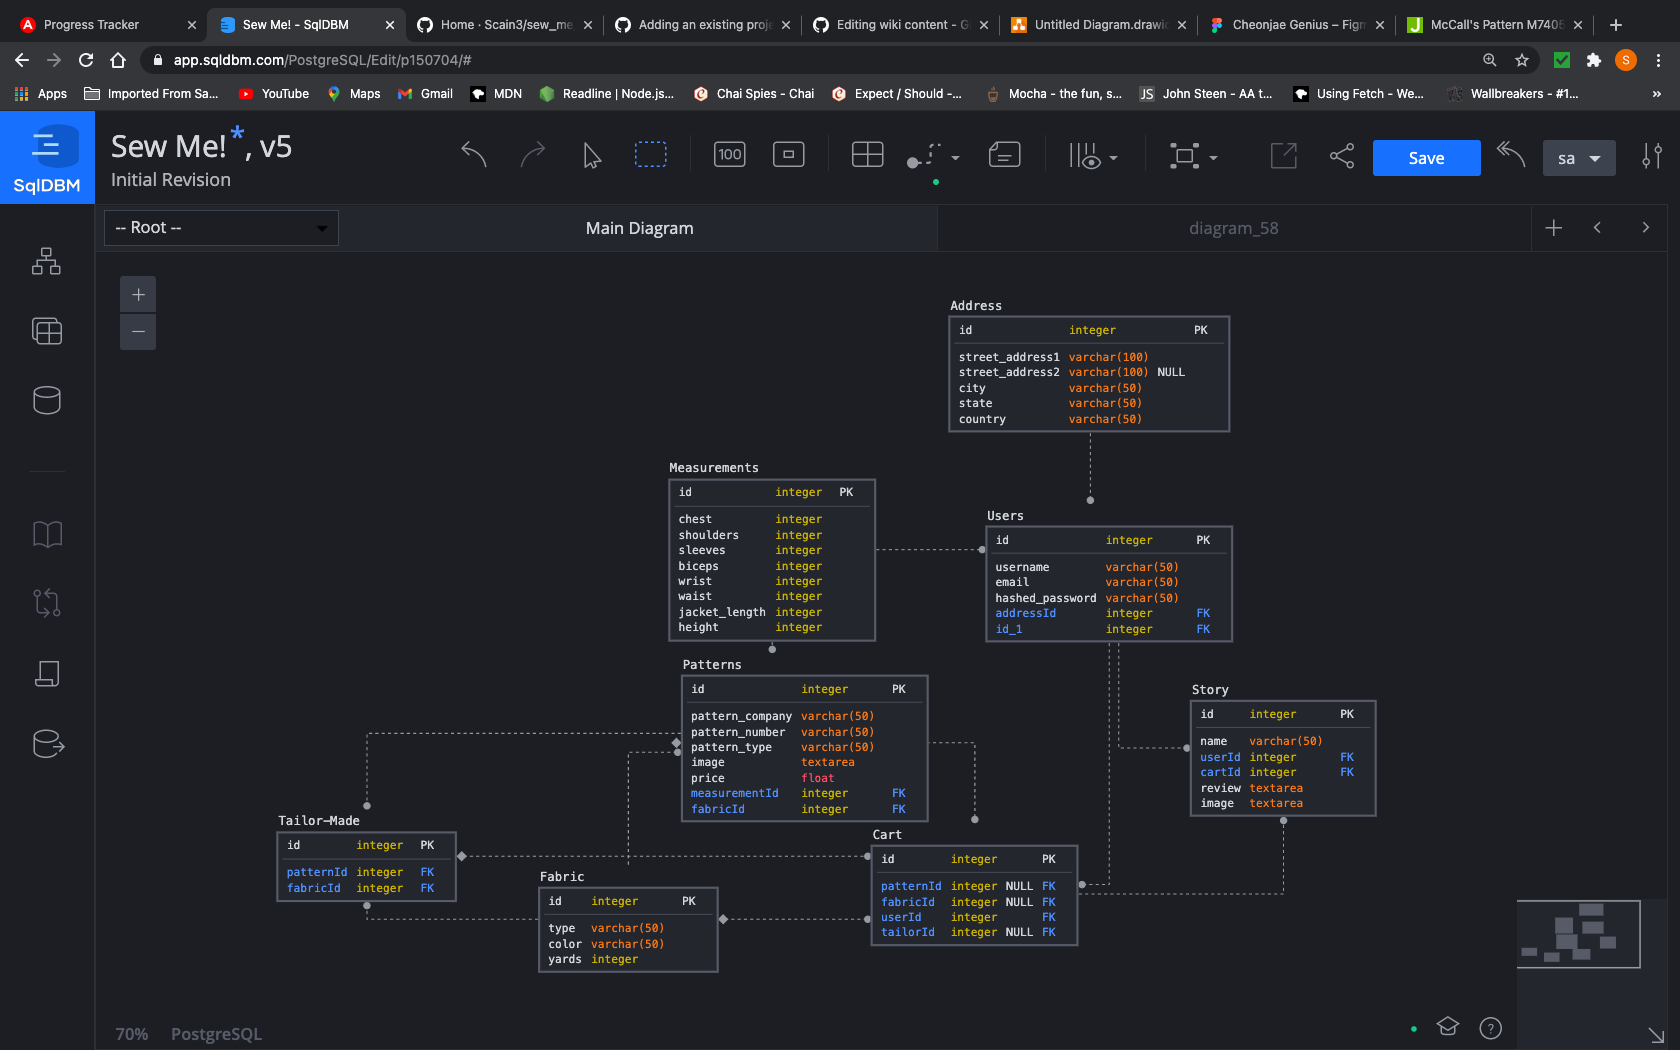 Progress Tracker
Sew Me! - SqlDBM
Home · Scain3/sew_me
Adding an existing proje
Editing wiki content - G
Untitled Diagram.drawio
Cheonjae Genius – Figm
McCall's Pattern M7405
app.sqldbm.com/PostgreSQL/Edit/p150704/#
S
Apps
Imported From Sa...
YouTube
Maps
Gmail
MDN
Readline | Node.js...
Chai Spies - Chai
Expect / Should -...
Mocha - the fun, s...
JS
John Steen - AA t...
Using Fetch - We...
Wallbreakers - #1...
»
SqlDBM
Sew Me!*, v5
Initial Revision
100
Save
sa
-- Root --
Main Diagram
diagram_58
Address
id integer PK
street_address1 varchar(100)
street_address2 varchar(100) NULL
city varchar(50)
state varchar(50)
country varchar(50)
Measurements
id integer PK
chest integer
shoulders integer
sleeves integer
biceps integer
wrist integer
waist integer
jacket_length integer
height integer
Users
id integer PK
username varchar(50)
email varchar(50)
hashed_password varchar(50)
addressId integer FK
id_1 integer FK
Patterns
id integer PK
pattern_company varchar(50)
pattern_number varchar(50)
pattern_type varchar(50)
image textarea
price float
measurementId integer FK
fabricId integer FK
Story
id integer PK
name varchar(50)
userId integer FK
cartId integer FK
review textarea
image textarea
Tailor-Made
id integer PK
patternId integer FK
fabricId integer FK
Cart
id integer PK
patternId integer NULL FK
fabricId integer NULL FK
userId integer FK
tailorId integer NULL FK
Fabric
id integer PK
type varchar(50)
color varchar(50)
yards integer
70% PostgreSQL
?